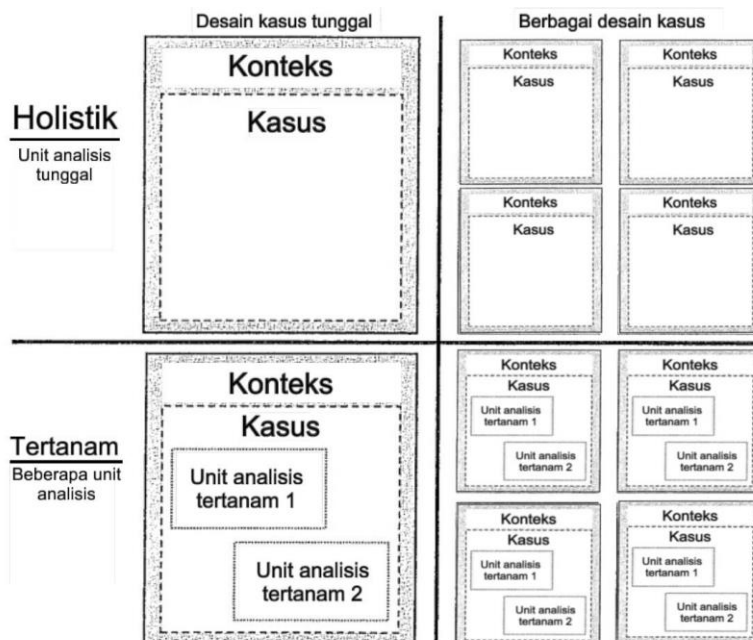 Desain kasus tunggal
Berbagai desain kasus
Holistik
Unit analisis
tunggal
Konteks
Kasus
Konteks
Kasus
Konteks
Kasus
Konteks
Kasus
Konteks
Kasus
Tertanam
Beberapa unit
analisis
Konteks
Kasus
Unit analisis
tertanam 1
Unit analisis
tertanam 2
Konteks
Kasus
Unit analisis
tertanam 1
Unit analisis
tertanam 2
Konteks
Kasus
Unit analisis
tertanam 1
Unit analisis
tertanam 2
Konteks
Kasus
Unit analisis
tertanam 1
Unit analisis
tertanam 2
Konteks
Kasus
Unit analisis
tertanam 1
Unit analisis
tertanam 2